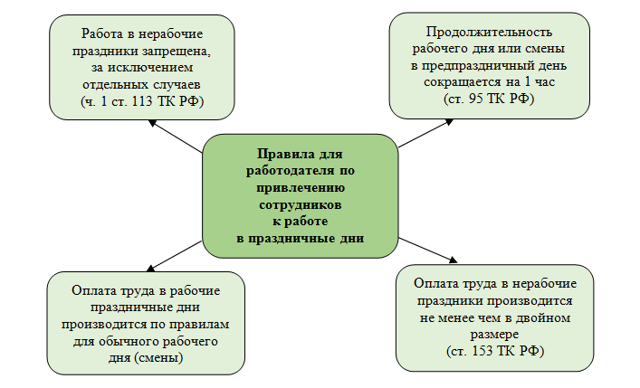 Работа в нерабочие
праздники запрещена,
за исключением
отдельных случаев
(ч. 1 ст. 113 ТК РФ)
Продолжительность
рабочего дня или смены
в предпраздничный день
сокращается на 1 час
(ст. 95 ТК РФ)
Правила для
работодателя по
привлечению
сотрудников
к работе
в праздничные дни
Оплата труда в рабочие
праздничные дни
производится по правилам
для обычного рабочего
дня (смены)
Оплата труда в нерабочие
праздники производится
не менее чем в двойном
размере
(ст. 153 ТК РФ)